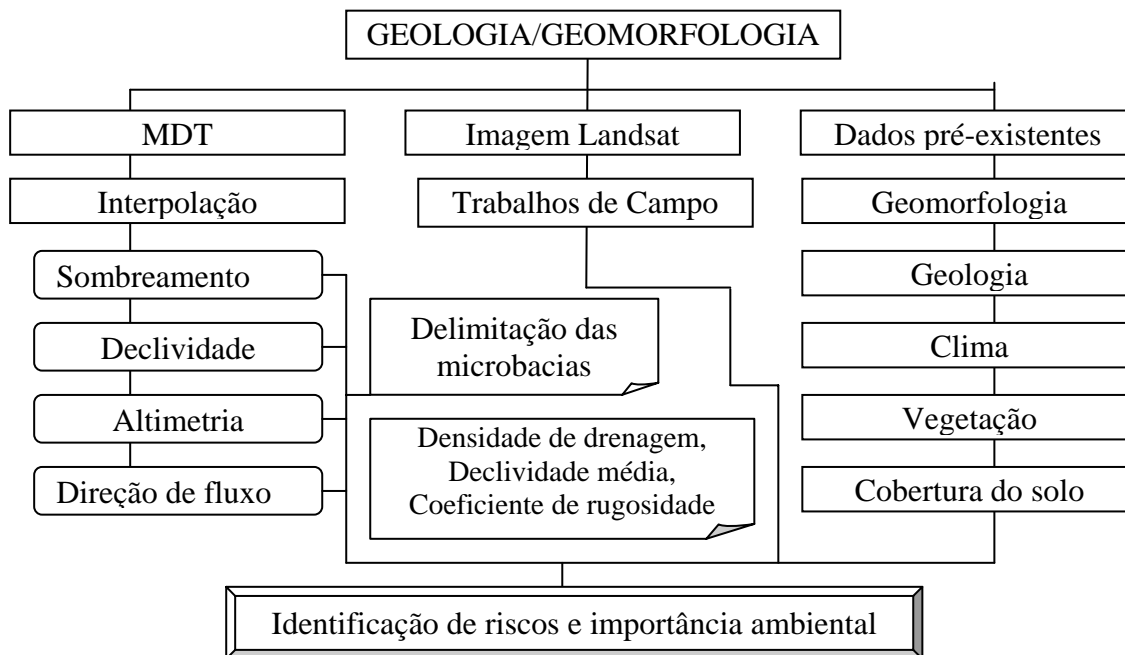 GEOLOGIA/GEOMORFOLOGIA
MDT
Imagem Landsat
Dados pré-existentes
Interpolação
Trabalhos de Campo
Geomorfologia
Sombreamento
Geologia
Delimitação das
microbacias
Declividade
Clima
Altimetria
Vegetação
Densidade de drenagem,
Declividade média,
Coeficiente de rugosidade
Direção de fluxo
Cobertura do solo
Identificação de riscos e importância ambiental